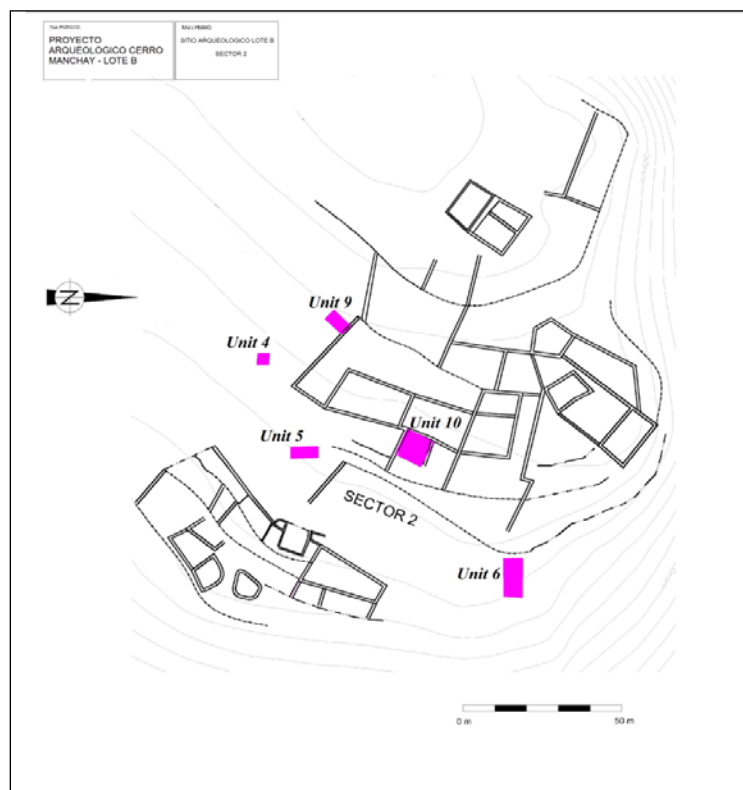 PROYECTO
ARQUEOLOGICO CERRO
MANCHAY - LOTE B
SITIO ARQUEOLOGICO LOTE B
SECTOR 2
N
Unit 9
Unit 4
Unit 10
Unit 5
SECTOR 2
Unit 6
0 m
50 m